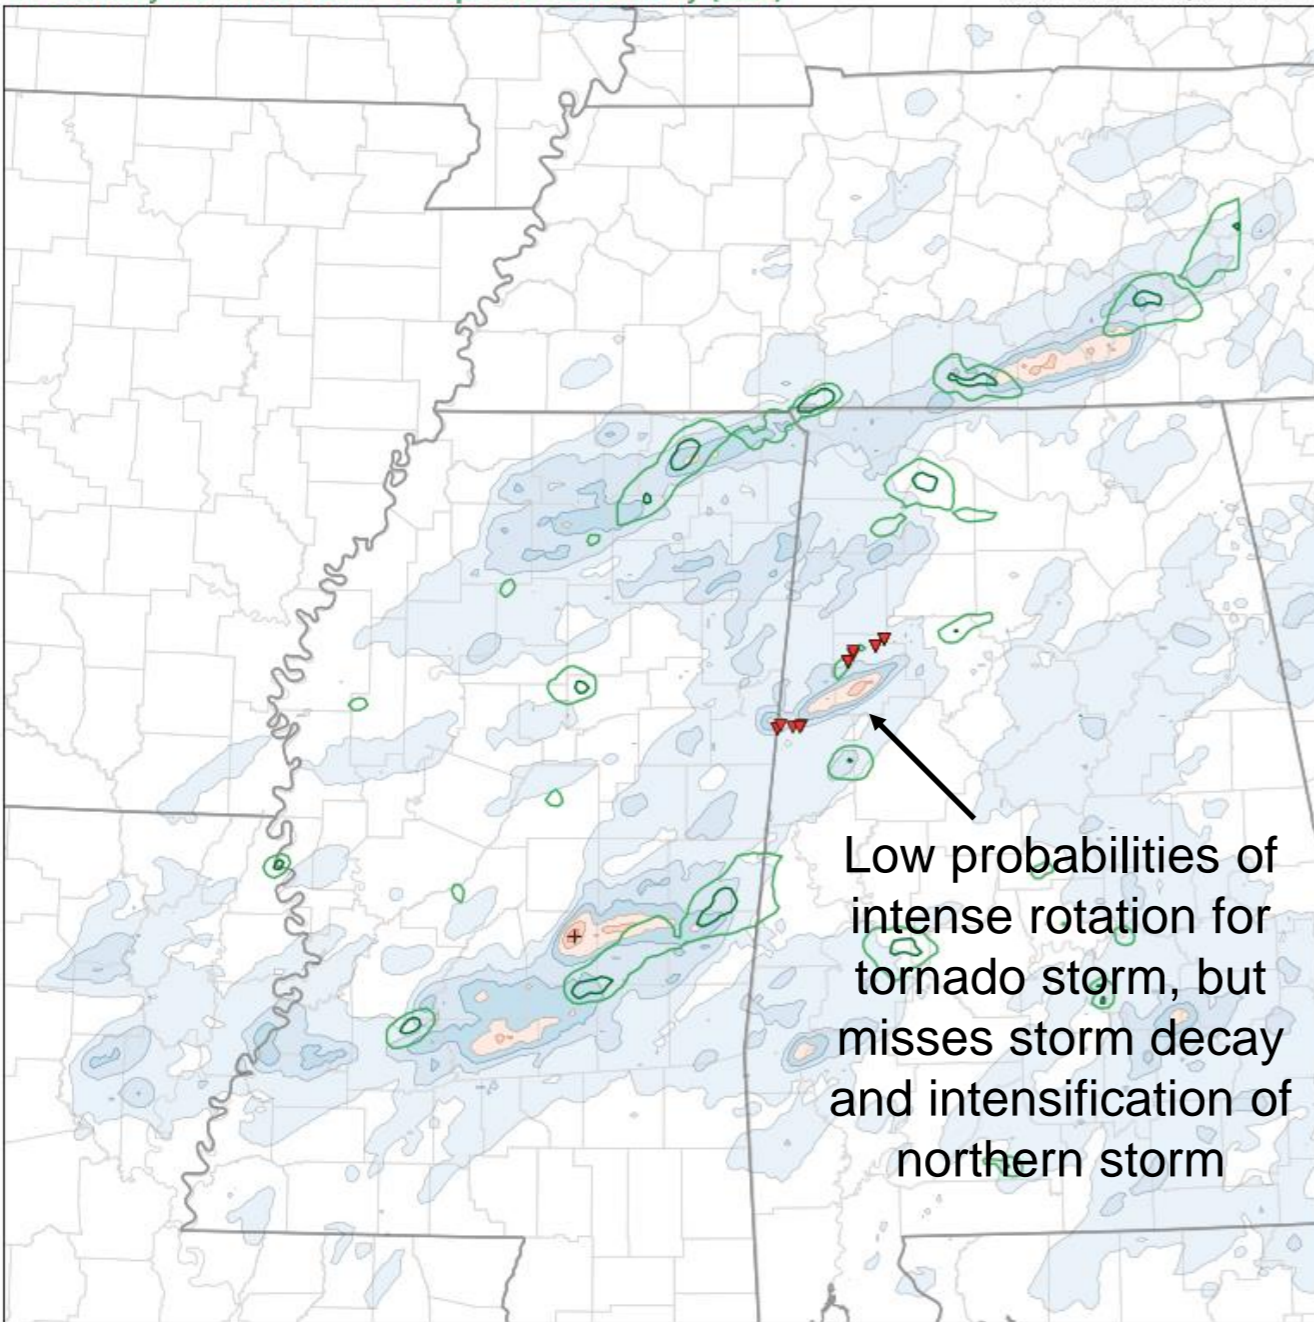 Low probabilities of
intense rotation for
tornado storm, but
misses storm decay
and intensification of
northern storm